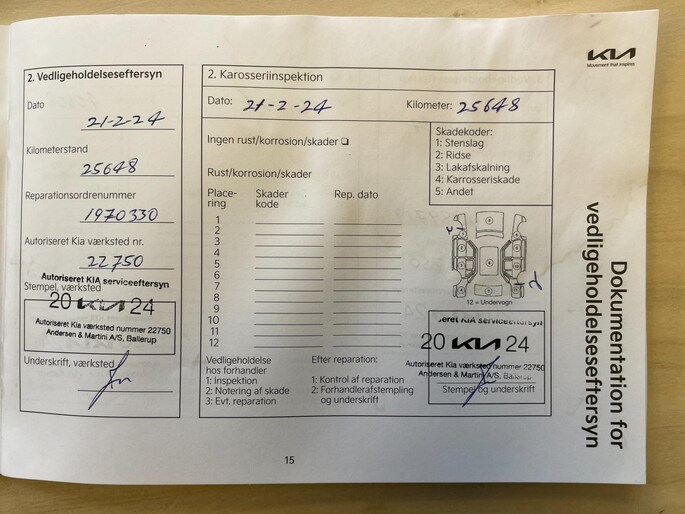 KIA
Movement that inspires
Dokumentation for
vedligeholdelseseftersyn
2. Vedligeholdelseseftersyn
Dato
21-2-24
Kilometerstand
25648
Reparationsordrenummer
1970330
Autoriseret Kia værksted nr.
22750
Autoriseret KIA serviceeftersyn
Stempel, værksted
20 KIA 24
Autoriseret Kia værksted nummer 22750
Andersen & Martini A/S, Ballerup
Underskrift, værksted
2. Karosseriinspektion
Dato: 21-2-24 Kilometer: 25648
Ingen rust/korrosion/skader
Skadekoder:
1: Stenslag
2: Ridse
3: Lakafskalning
4: Karrosseriskade
5: Andet
Rust/korrosion/skader
Place-
ring
Skader
kode
Rep. dato
1
2
3
4
5
6
7
8
9
10
11
12
12 = Undervogn
Vedligeholdelse
hos forhandler
1: Inspektion
2: Notering af skade
3: Evt. reparation
Efter reparation:
1: Kontrol af reparation
2: Forhandlerafstempling
og underskrift
20 KIA 24
Autoriseret Kia værksted nummer 22750
Andersen & Martini A/S,
Stempel og underskrift
15